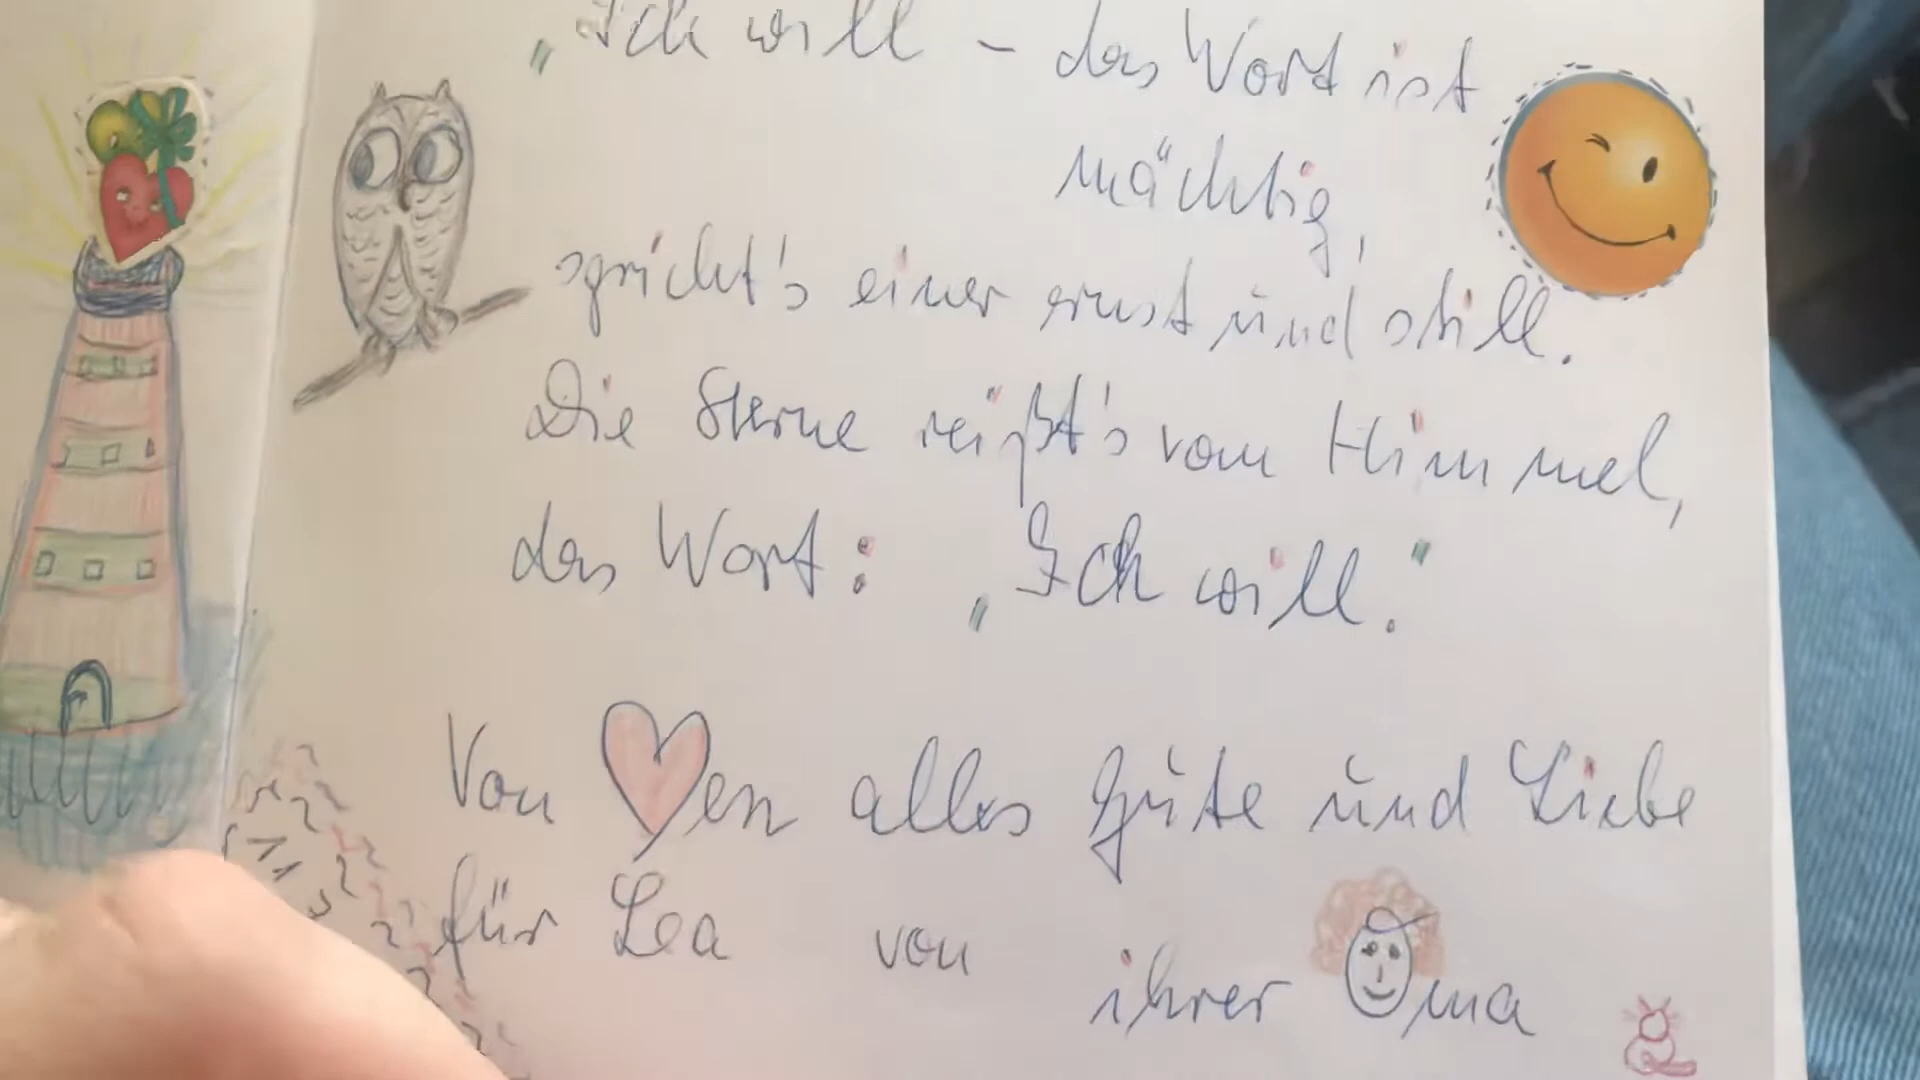 „Ich will – das Wort ist
mächtig,
spricht's einer ernst und still.
Die Sterne reißt's vom Himmel,
das Wort: „Ich will."
Von ♥en alles Gute und Liebe
für Lea von ihrer Oma